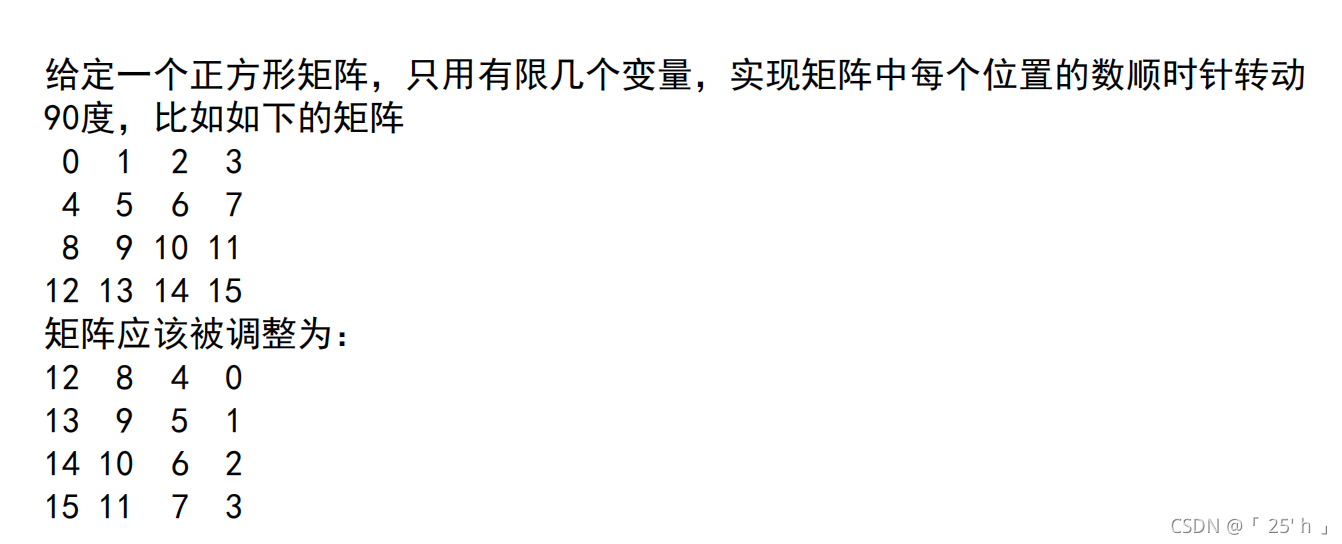 给定一个正方形矩阵，只用有限几个变量，实现矩阵中每个位置的数顺时针转动
90度，比如如下的矩阵
0 1 2 3
4 5 6 7
8 9 10 11
12 13 14 15
矩阵应该被调整为：
12 8 4 0
13 9 5 1
14 10 6 2
15 11 7 3
CSDN @「 25' h 」